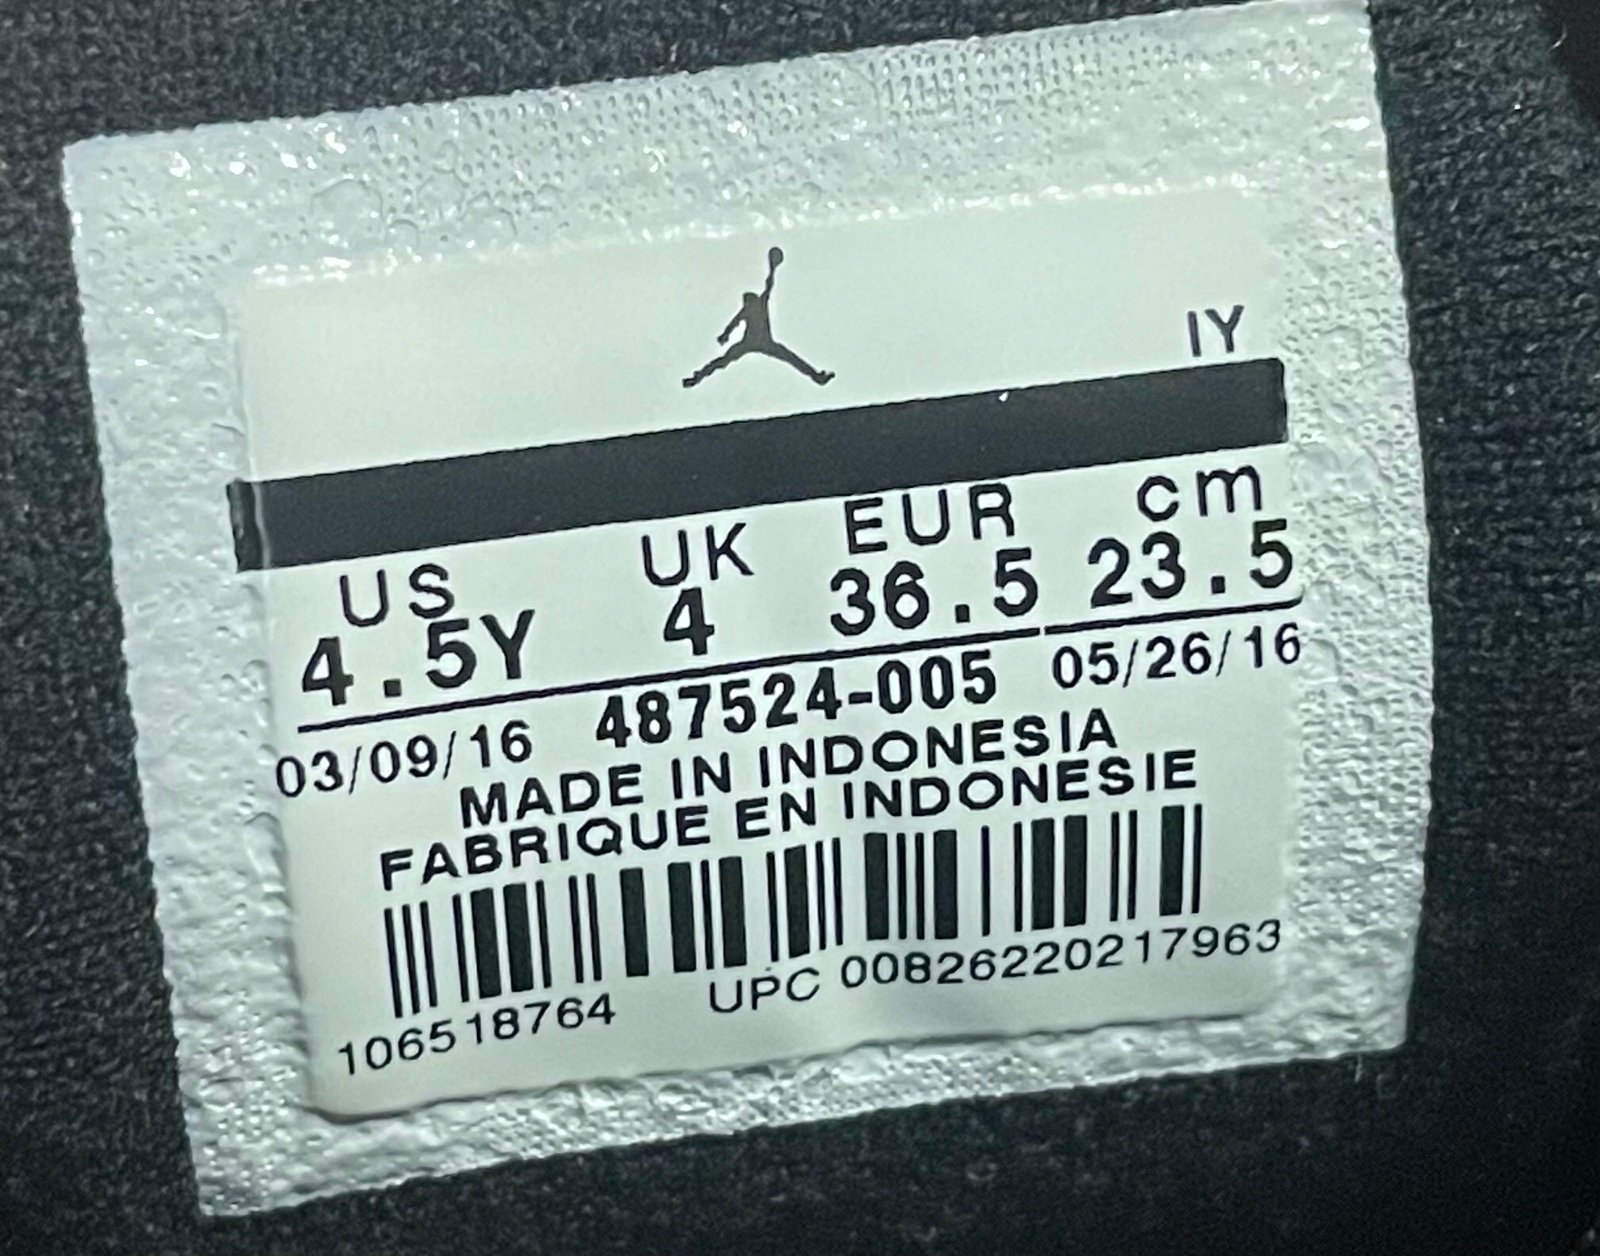 IY
US UK EUR cm
4.5Y 4 36.5 23.5
03/09/16 487524-005 05/26/16
MADE IN INDONESIA
FABRIQUE EN INDONESIE
106518764 UPC 00826220217963